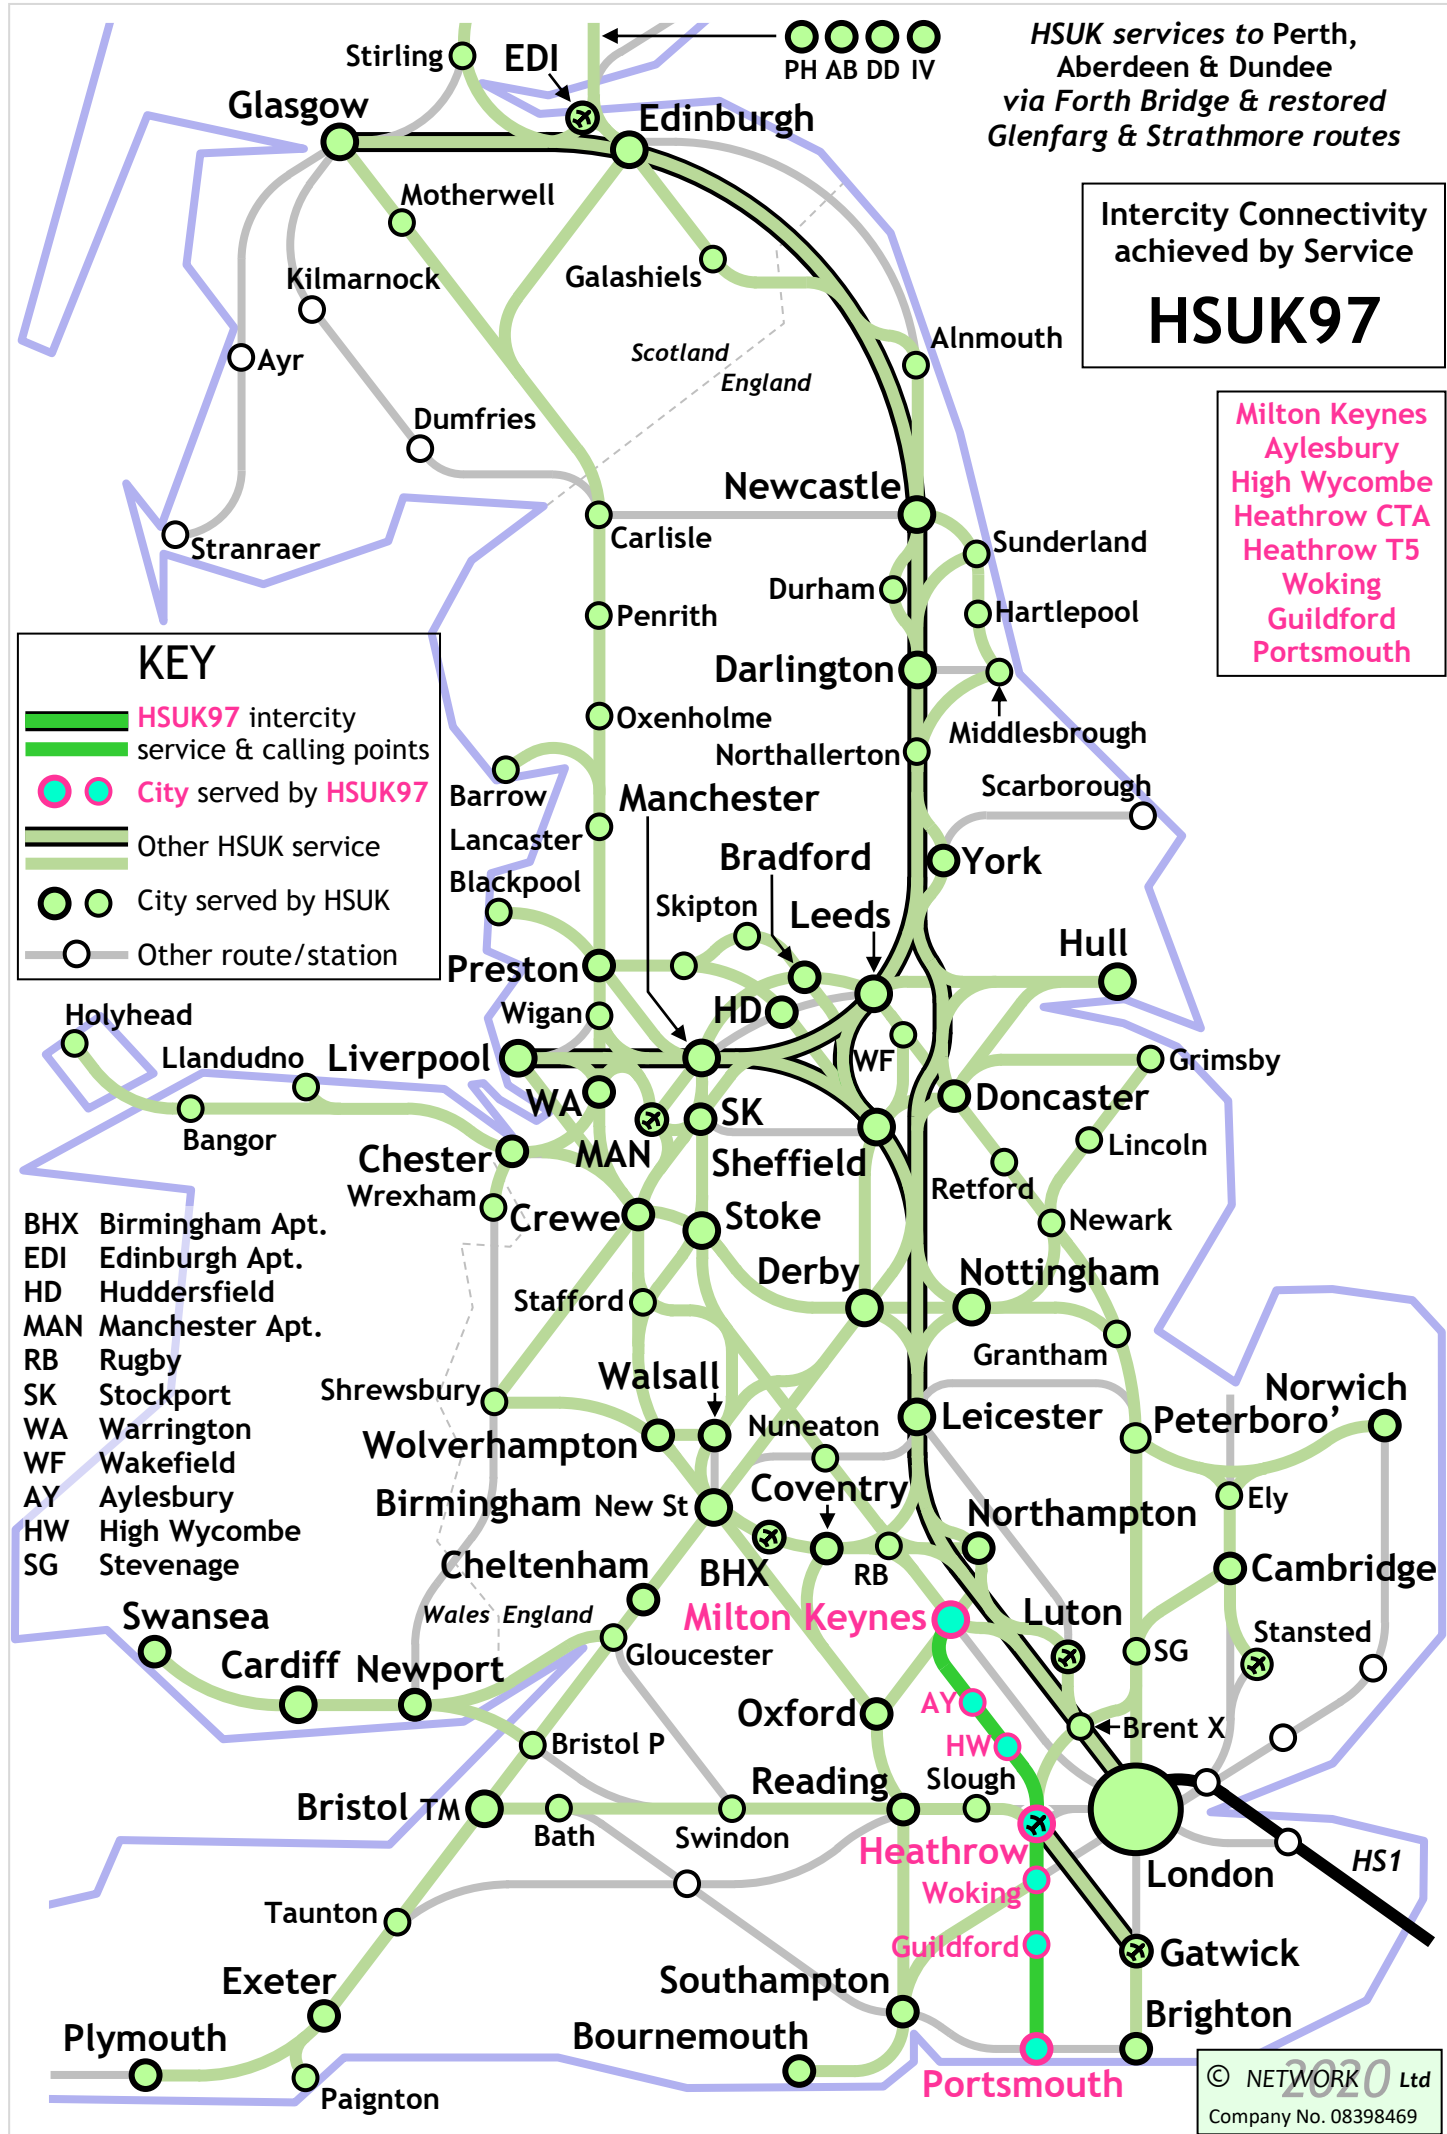 Stirling
EDI
PH AB DD IV
HSUK services to Perth,
Aberdeen & Dundee
via Forth Bridge & restored
Glenfarg & Strathmore routes
Glasgow
Edinburgh
Motherwell
Intercity Connectivity
achieved by Service
HSUK97
Galashiels
Kilmarnock
Alnmouth
Ayr
Scotland
England
Milton Keynes
Aylesbury
High Wycombe
Heathrow CTA
Heathrow T5
Woking
Guildford
Portsmouth
Dumfries
Newcastle
Carlisle
Stranraer
Sunderland
Durham
Hartlepool
Penrith
Darlington
Middlesbrough
Oxenholme
Northallerton
KEY
HSUK97 intercity
service & calling points
City served by HSUK97
Other HSUK service
City served by HSUK
Other route/station
Scarborough
Barrow
Manchester
Lancaster
Bradford
York
Blackpool
Skipton
Leeds
Hull
Preston
HD
Wigan
Holyhead
Llandudno
Liverpool
WF
Grimsby
WA
SK
Doncaster
Bangor
MAN
Lincoln
Chester
Sheffield
Retford
Wrexham
Crewe
Stoke
Newark
BHX Birmingham Apt.
EDI Edinburgh Apt.
HD Huddersfield
MAN Manchester Apt.
RB Rugby
SK Stockport
WA Warrington
WF Wakefield
AY Aylesbury
HW High Wycombe
SG Stevenage
Derby
Nottingham
Stafford
Grantham
Walsall
Shrewsbury
Norwich
Nuneaton
Leicester
Peterboro'
Wolverhampton
Coventry
Ely
Birmingham New St
Northampton
Cheltenham
BHX
RB
Cambridge
Swansea
Wales England
Milton Keynes
Luton
Stansted
Gloucester
SG
Cardiff
Newport
AY
Oxford
HW
Brent X
Bristol P
Reading
Slough
Bristol TM
Bath
Swindon
Heathrow
London
HS1
Woking
Taunton
Guildford
Gatwick
Exeter
Southampton
Brighton
Plymouth
Bournemouth
Portsmouth
Paignton
© NETWORK 2020 Ltd
Company No. 08398469